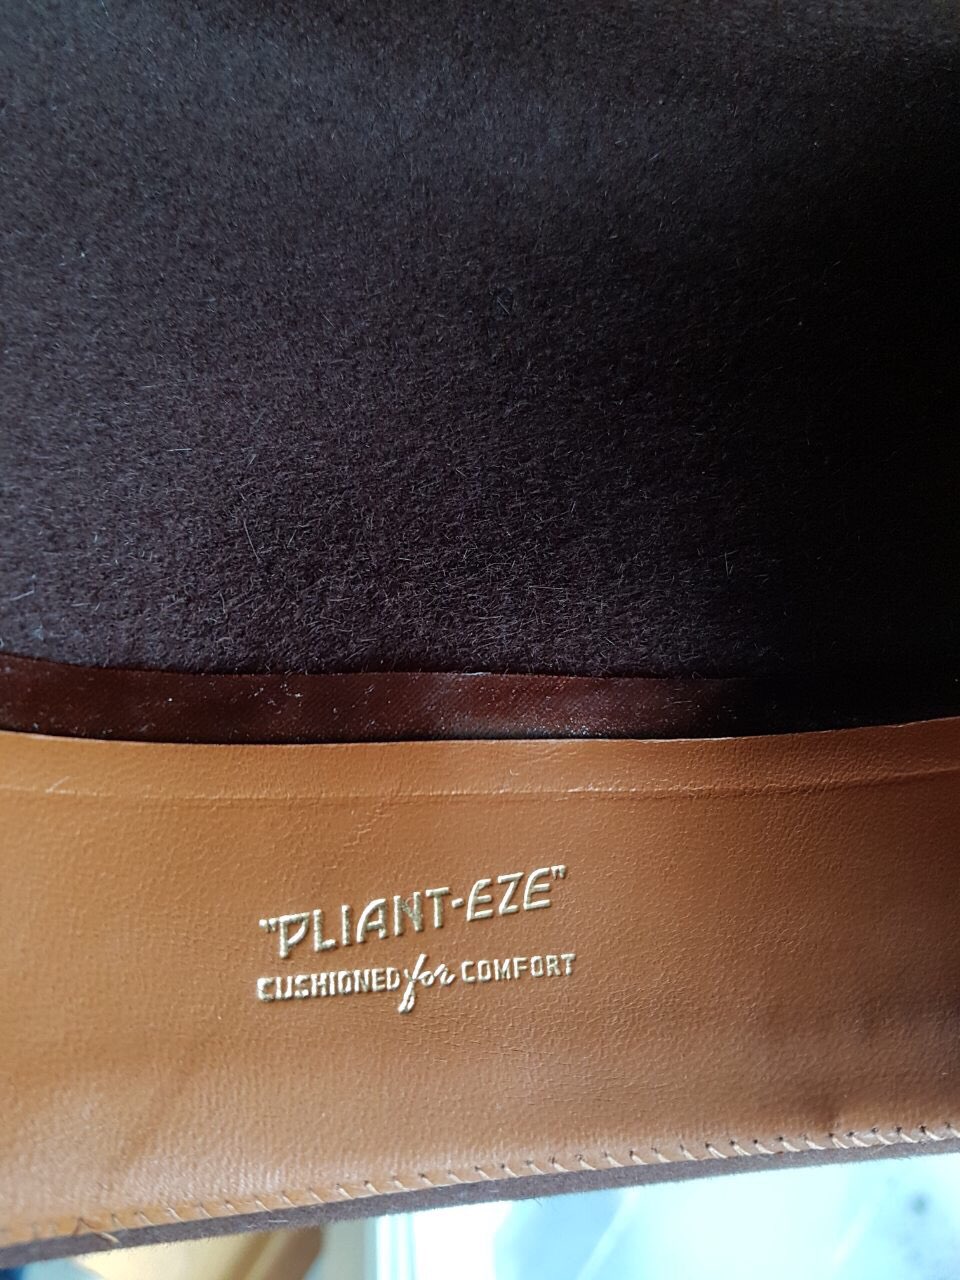 "PLIANT-EZE"
CUSHIONED for COMFORT